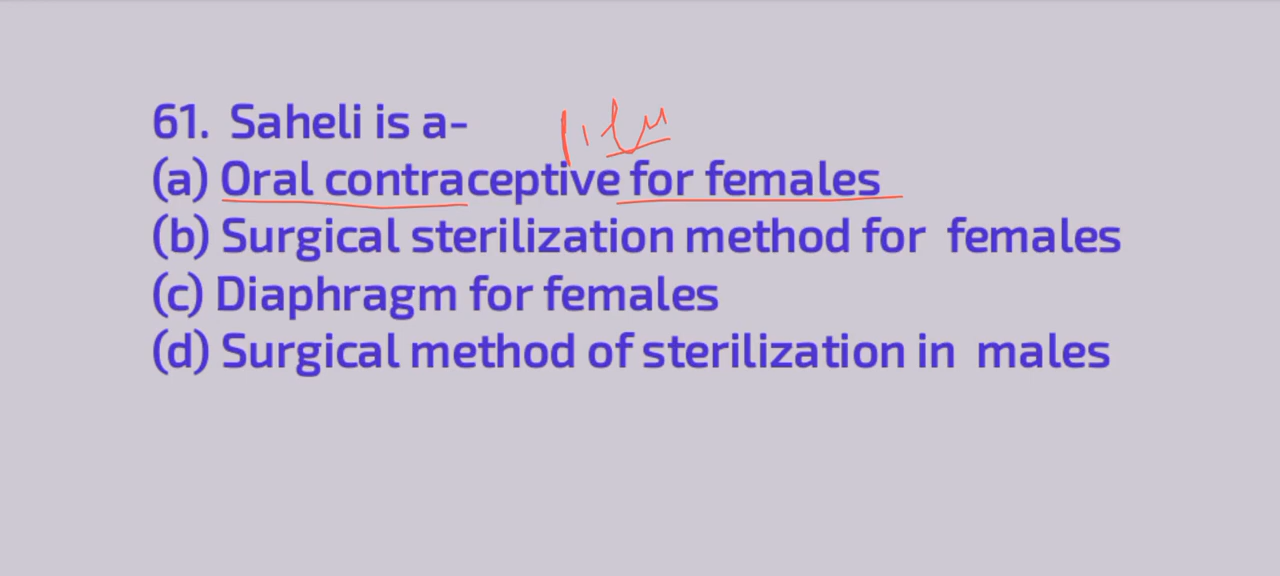 61. Saheli is a-
(a) Oral contraceptive for females
(b) Surgical sterilization method for females
(c) Diaphragm for females
(d) Surgical method of sterilization in males